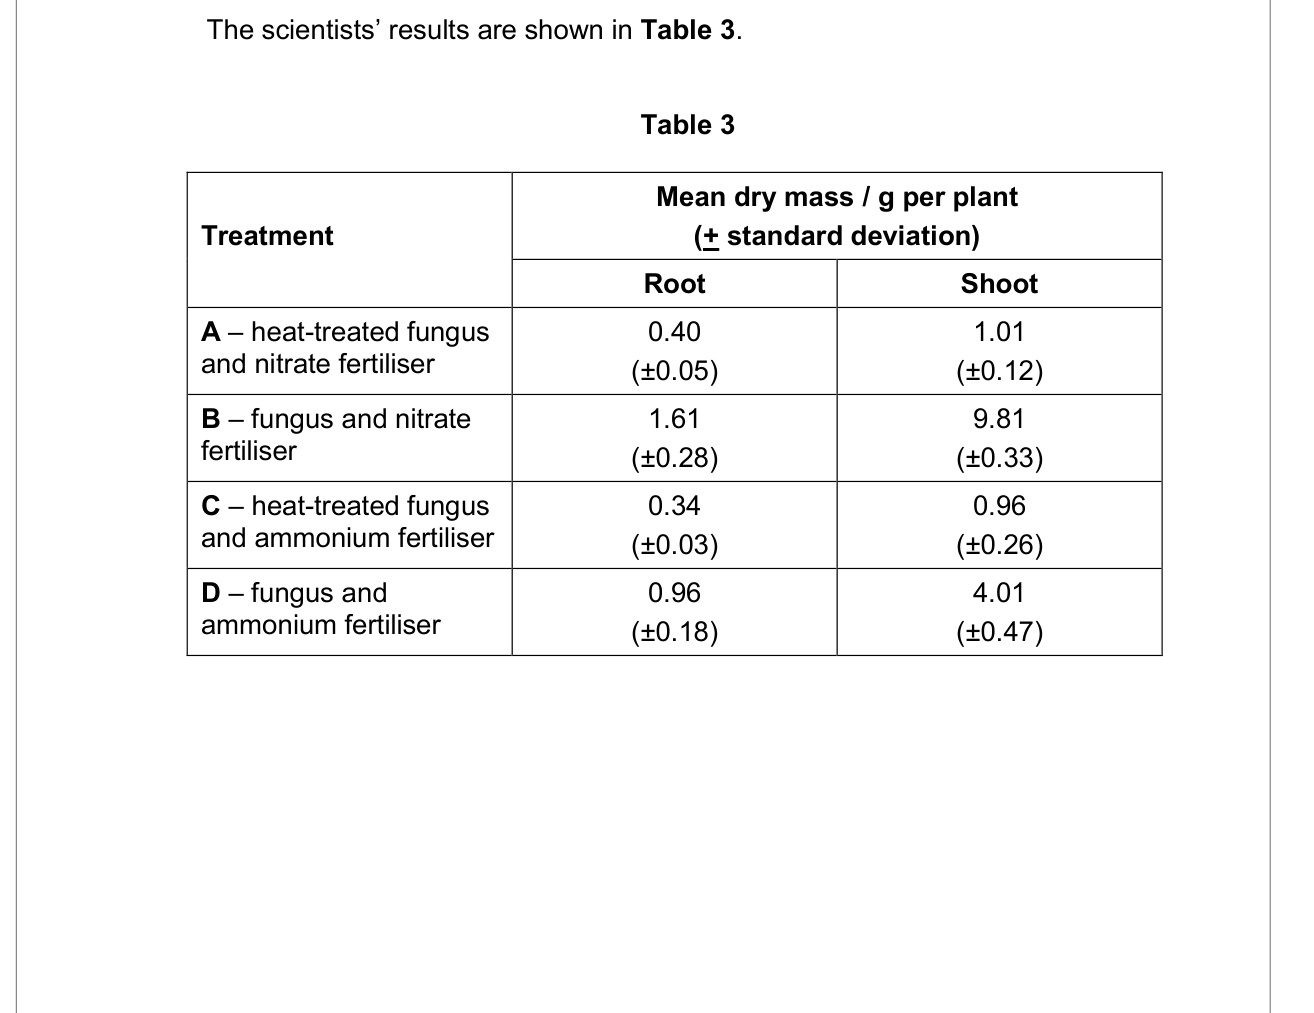 The scientists’ results are shown in Table 3.
Table 3
Treatment
Mean dry mass / g per plant
(± standard deviation)
Root
Shoot
A – heat-treated fungus
and nitrate fertiliser
0.40
(±0.05)
1.01
(±0.12)
B – fungus and nitrate
fertiliser
1.61
(±0.28)
9.81
(±0.33)
C – heat-treated fungus
and ammonium fertiliser
0.34
(±0.03)
0.96
(±0.26)
D – fungus and
ammonium fertiliser
0.96
(±0.18)
4.01
(±0.47)